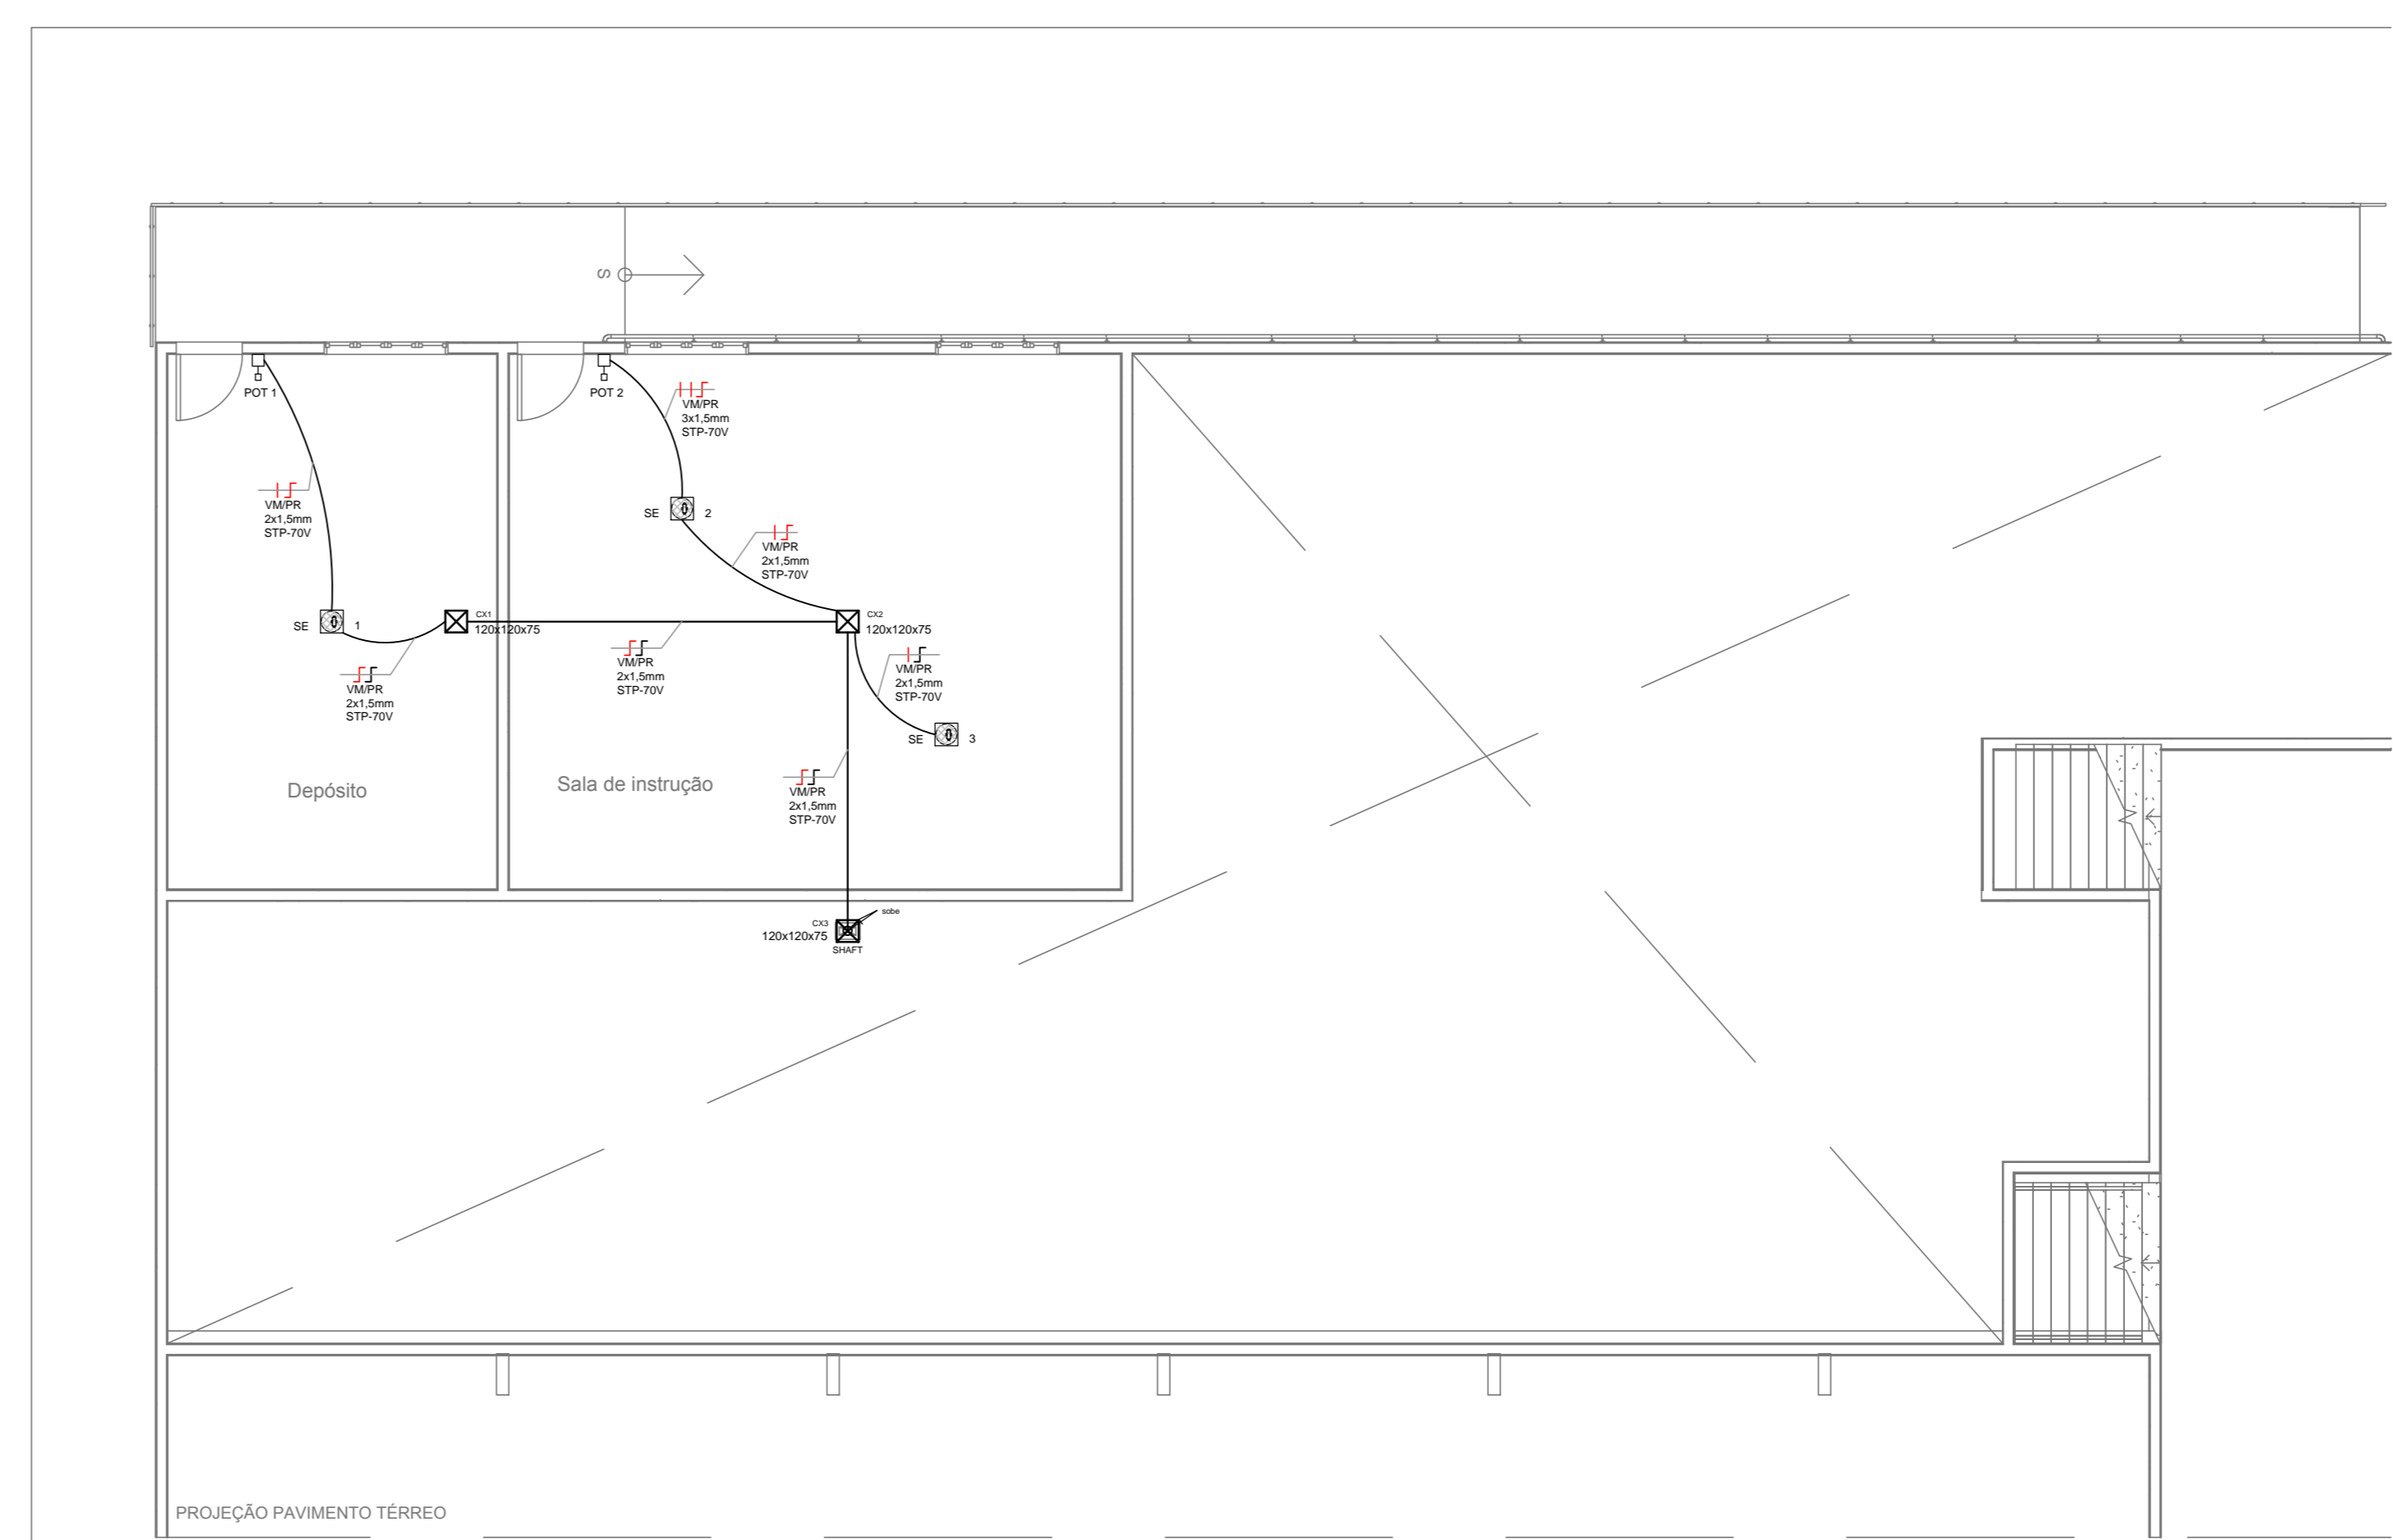 S
POT 1
POT 2
VM/PR
3x1,5mm
STP-70V
VM/PR
2x1,5mm
STP-70V
SE
2
VM/PR
2x1,5mm
STP-70V
SE
1
CX1
120x120x75
CX2
120x120x75
VM/PR
2x1,5mm
STP-70V
VM/PR
2x1,5mm
STP-70V
VM/PR
2x1,5mm
STP-70V
SE
3
Depósito
Sala de instrução
VM/PR
2x1,5mm
STP-70V
sobe
CX3
120x120x75
SHAFT
PROJEÇÃO PAVIMENTO TÉRREO